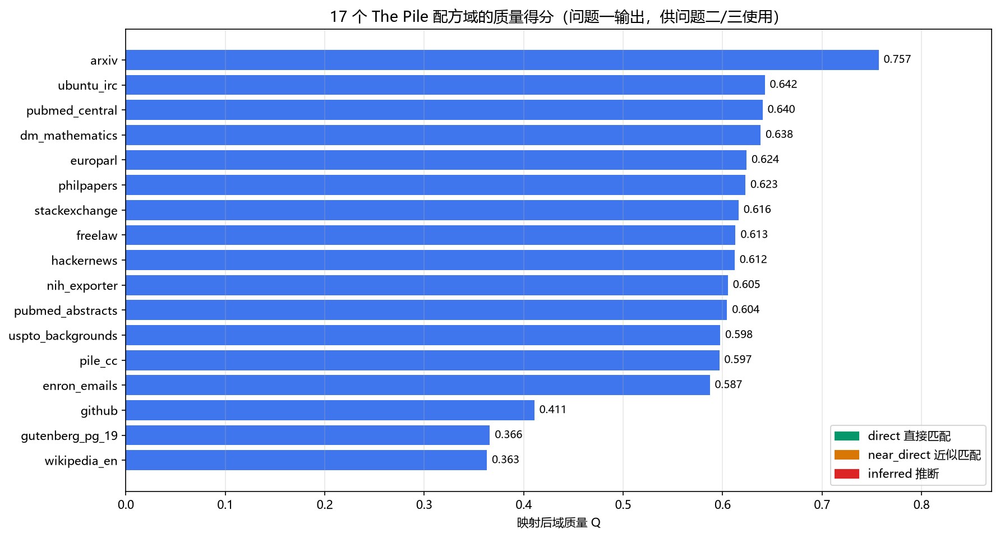 17 个 The Pile 配方域的质量得分（问题一输出，供问题二/三使用）
arxiv 0.757
ubuntu_irc 0.642
pubmed_central 0.640
dm_mathematics 0.638
europarl 0.624
philpapers 0.623
stackexchange 0.616
freelaw 0.613
hackernews 0.612
nih_exporter 0.605
pubmed_abstracts 0.604
uspto_backgrounds 0.598
pile_cc 0.597
enron_emails 0.587
github 0.411
gutenberg_pg_19 0.366
wikipedia_en 0.363
direct 直接匹配
near_direct 近似匹配
inferred 推断
0.0 0.1 0.2 0.3 0.4 0.5 0.6 0.7 0.8
映射后域质量 Q